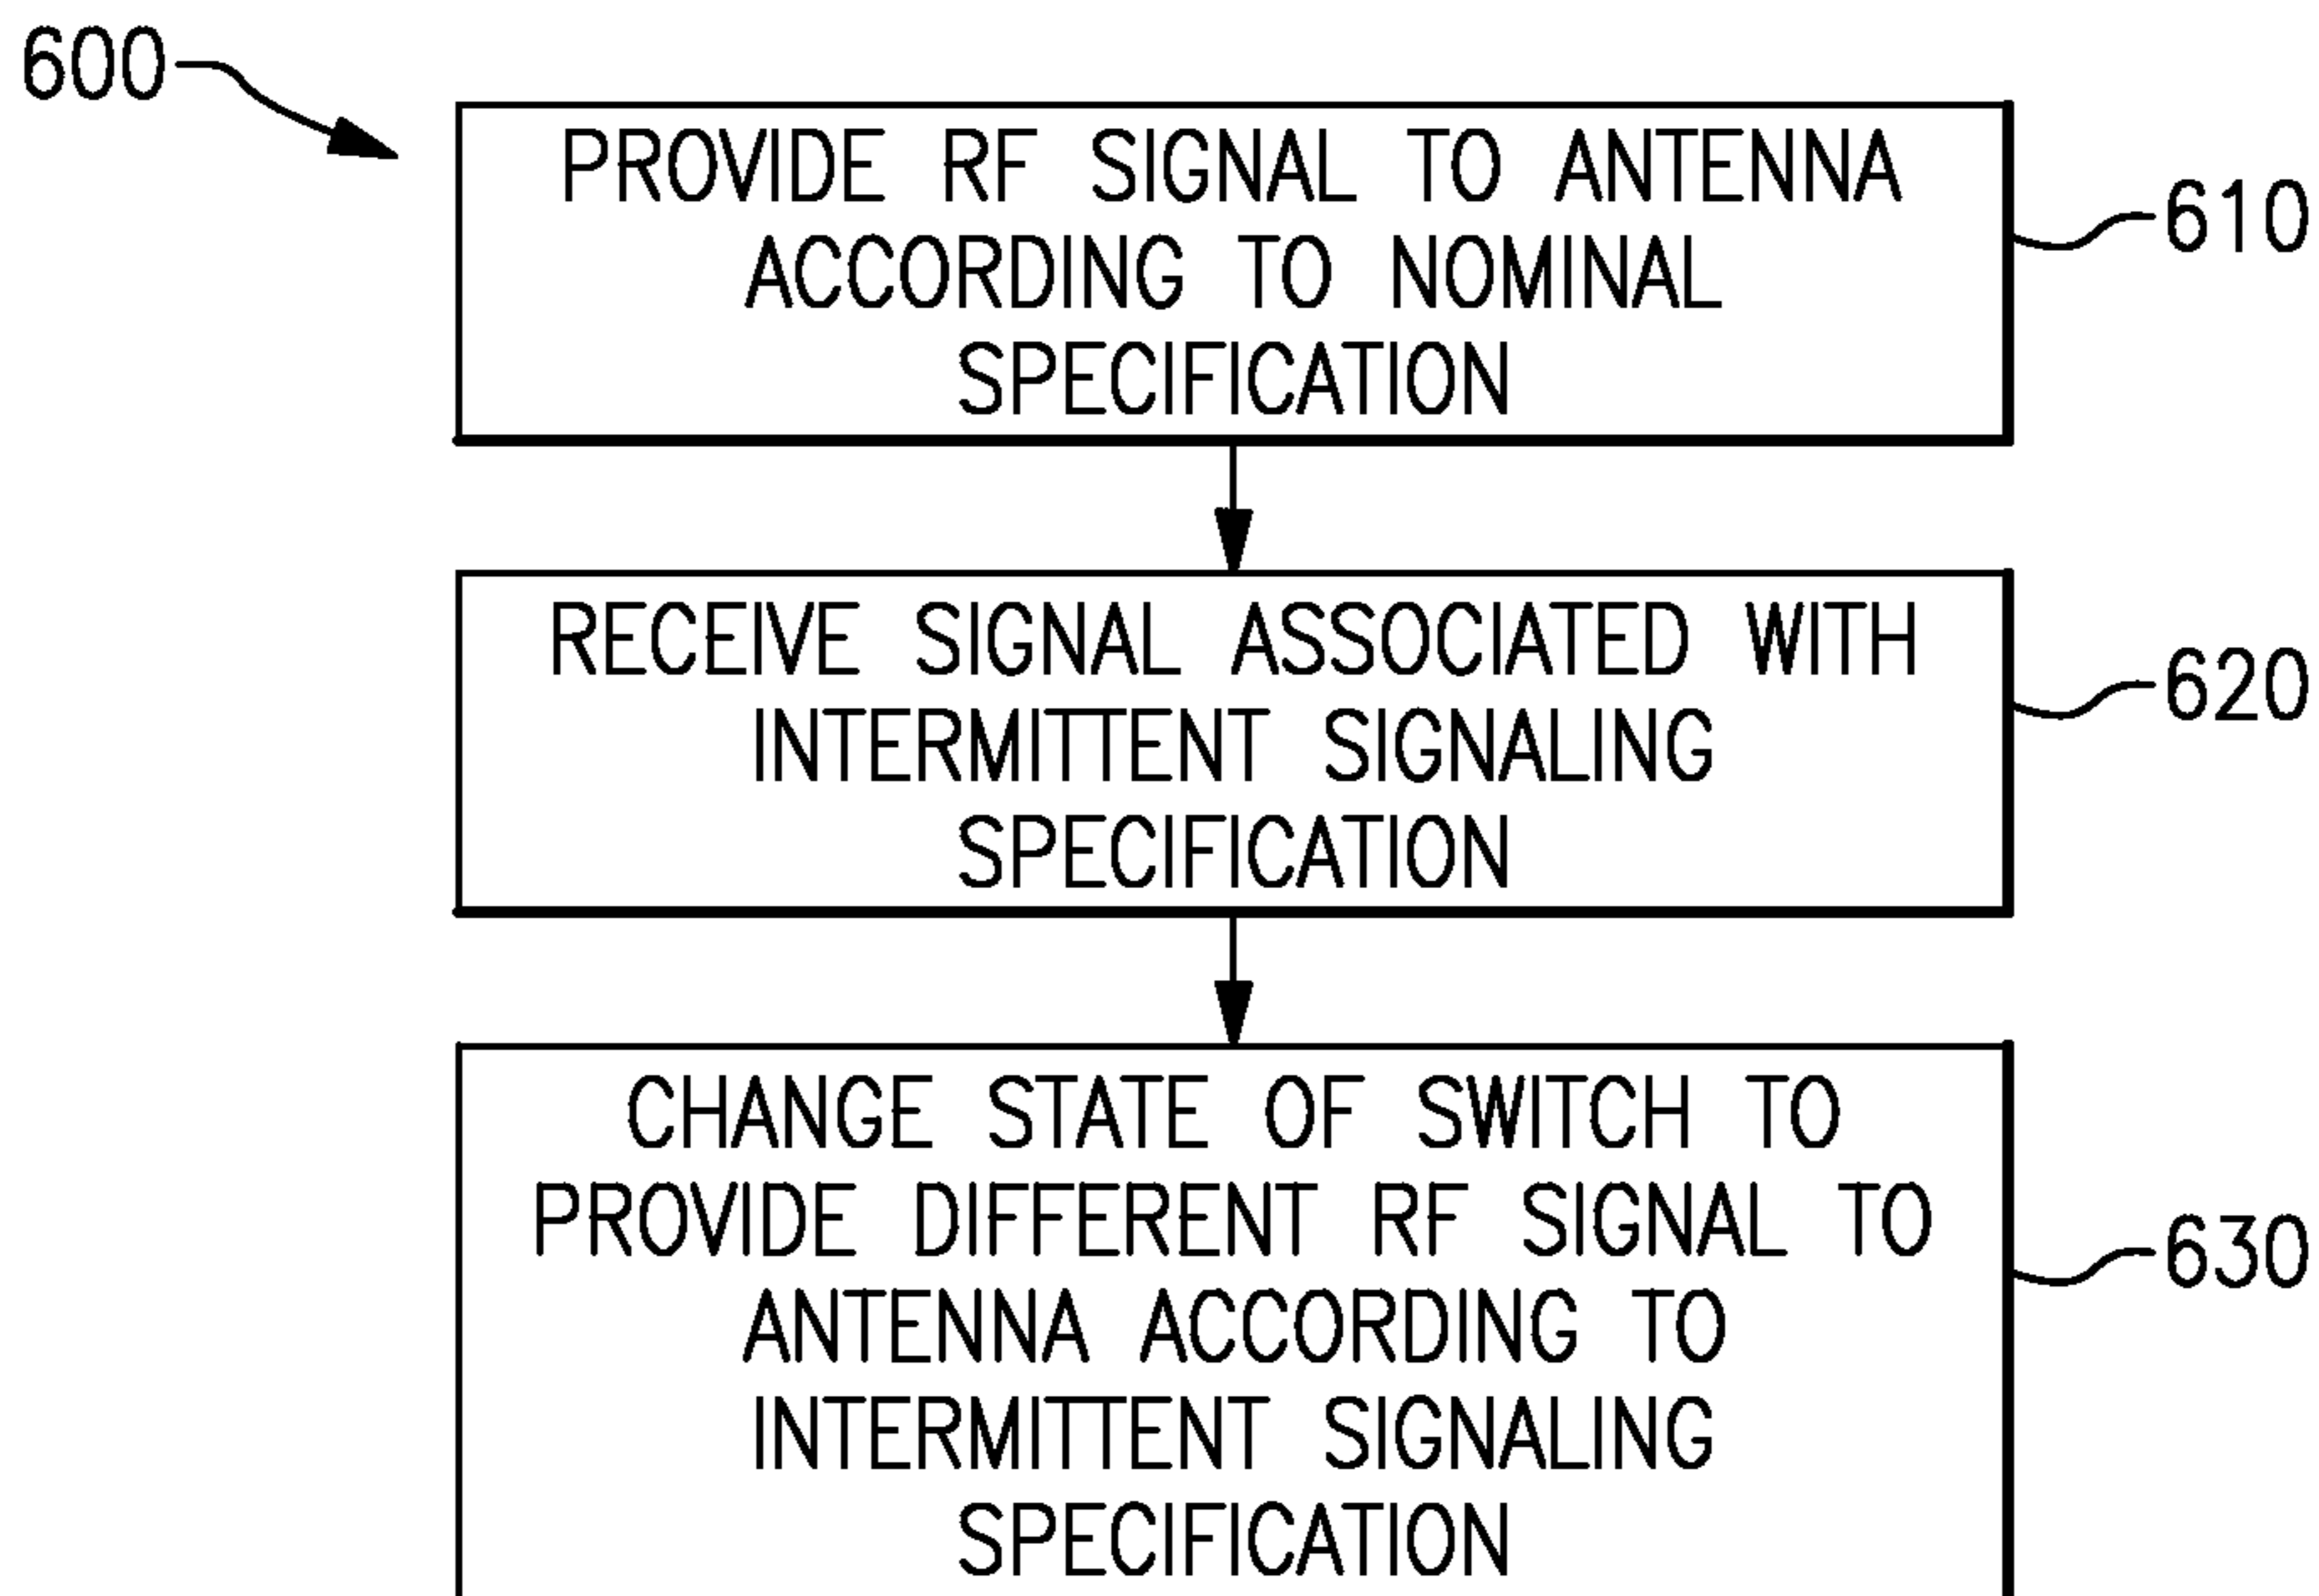 600
PROVIDE RF SIGNAL TO ANTENNA
ACCORDING TO NOMINAL
SPECIFICATION
610
RECEIVE SIGNAL ASSOCIATED WITH
INTERMITTENT SIGNALING
SPECIFICATION
620
CHANGE STATE OF SWITCH TO
PROVIDE DIFFERENT RF SIGNAL TO
ANTENNA ACCORDING TO
INTERMITTENT SIGNALING
SPECIFICATION
630